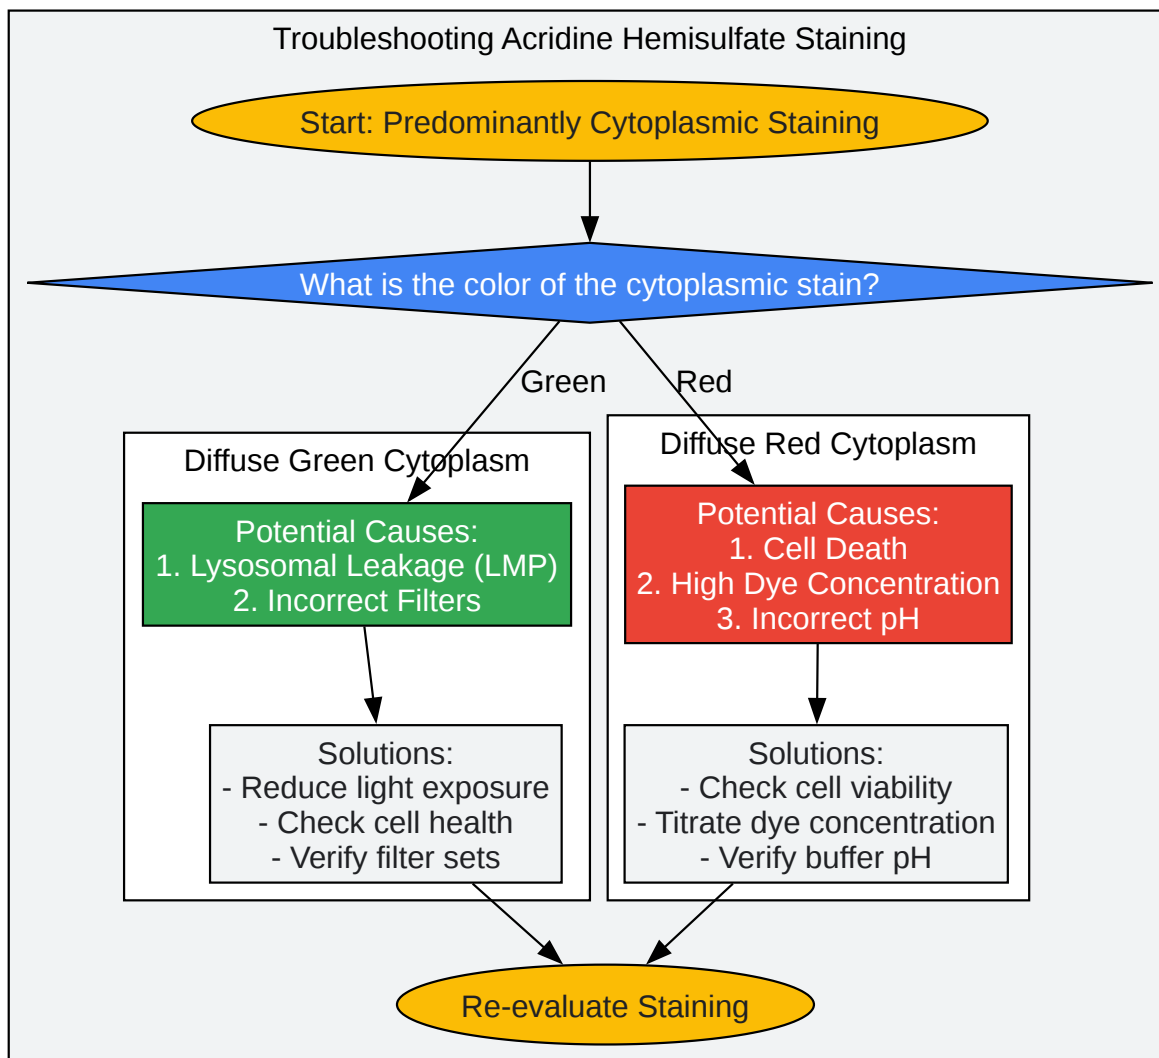 Troubleshooting Acridine Hemisulfate Staining
Start: Predominantly Cytoplasmic Staining
What is the color of the cytoplasmic stain?
Green
Red
Diffuse Green Cytoplasm
Potential Causes:
1. Lysosomal Leakage (LMP)
2. Incorrect Filters
Solutions:
- Reduce light exposure
- Check cell health
- Verify filter sets
Diffuse Red Cytoplasm
Potential Causes:
1. Cell Death
2. High Dye Concentration
3. Incorrect pH
Solutions:
- Check cell viability
- Titrate dye concentration
- Verify buffer pH
Re-evaluate Staining